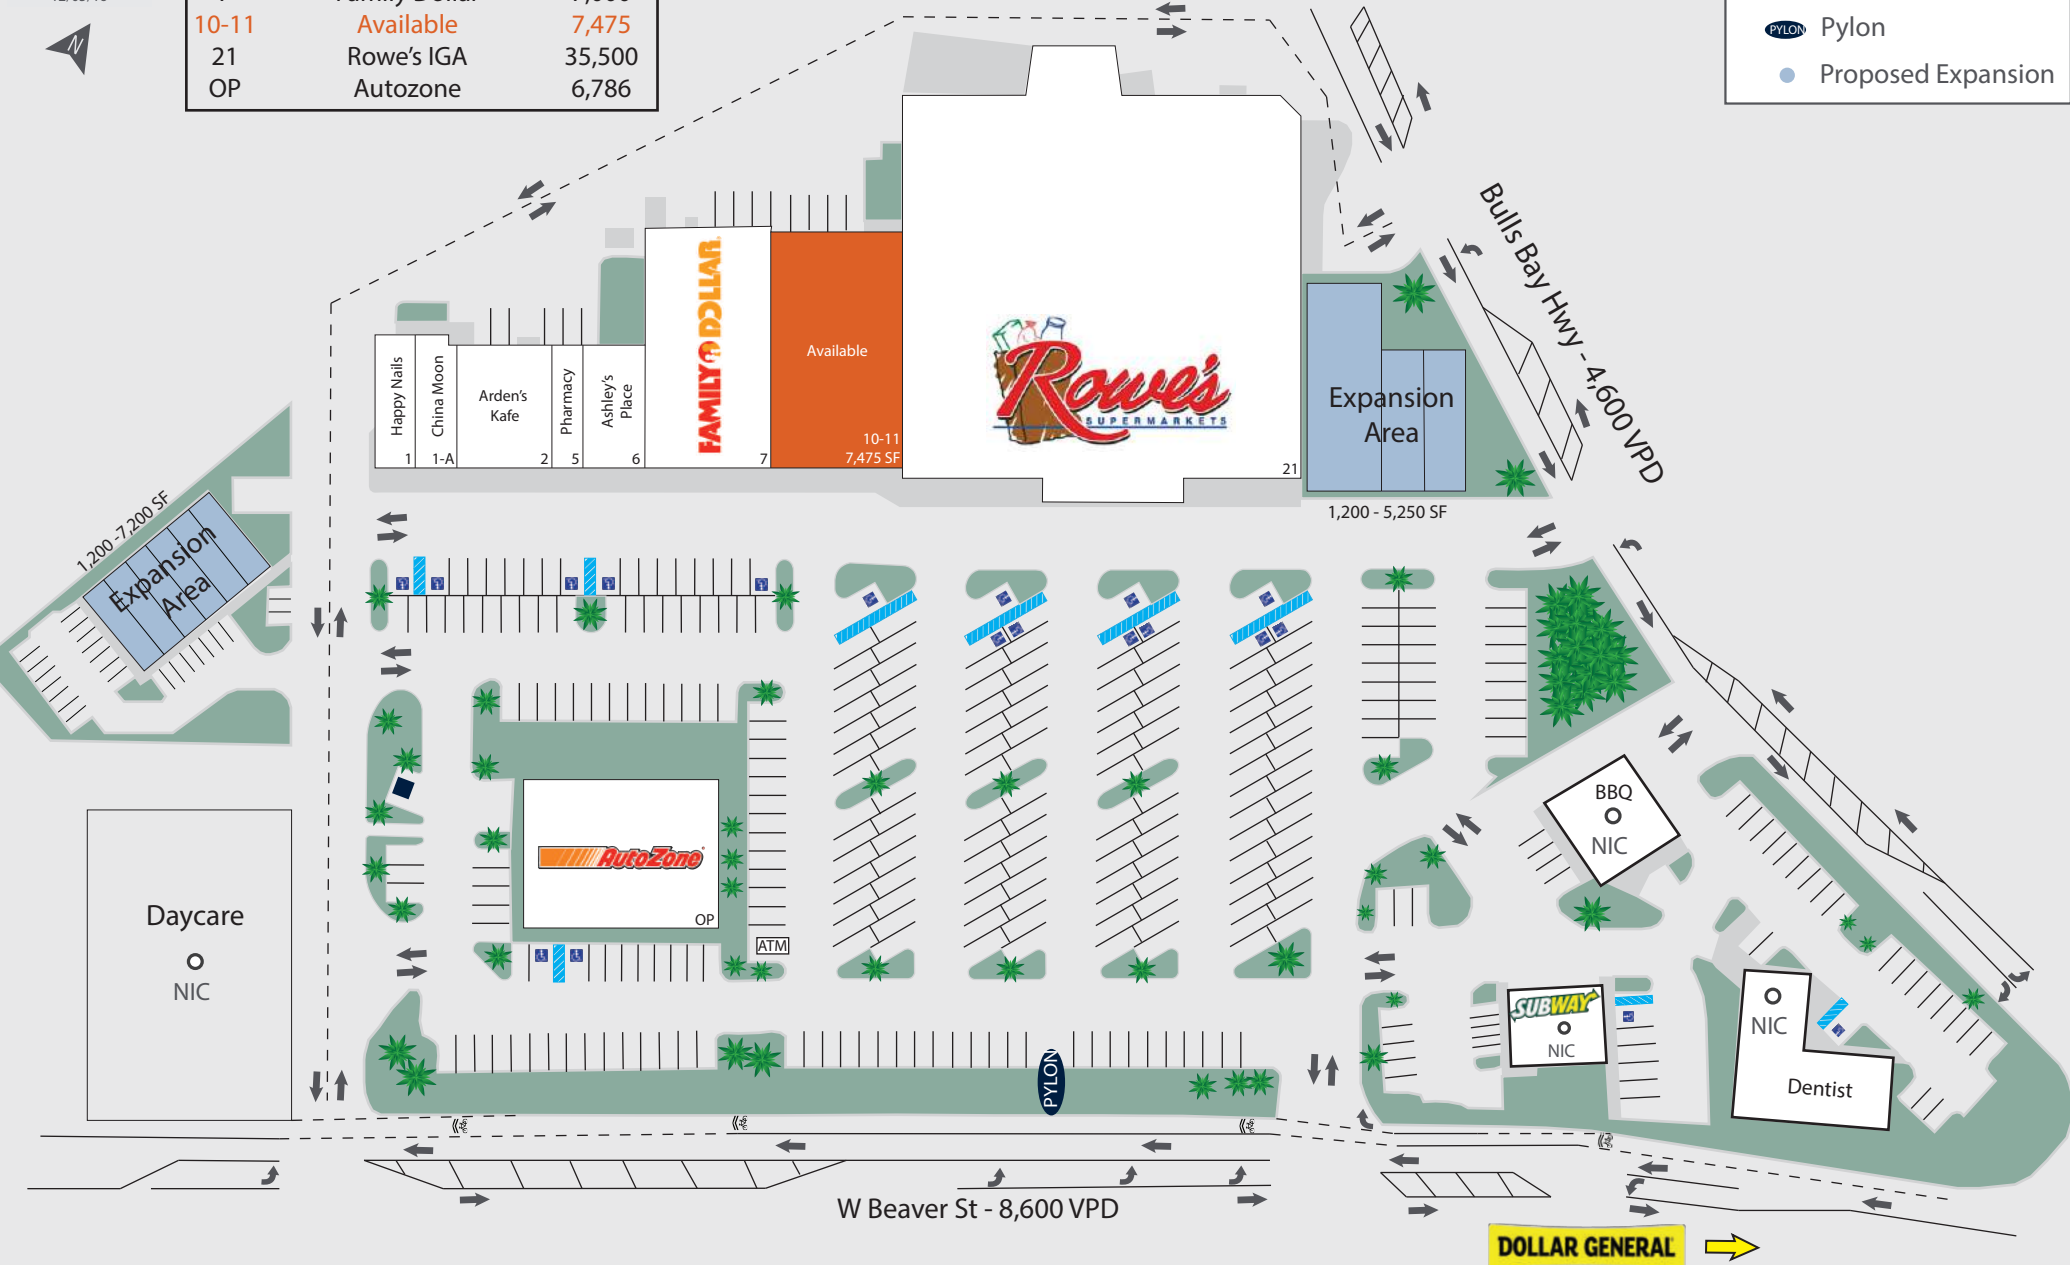 10-11 Available 7,475
21 Rowe's IGA 35,500
OP Autozone 6,786
N
PYLON Pylon
Proposed Expansion
Bulls Bay Hwy - 4,600 VPD
Happy Nails
1
China Moon
1-A
Arden's
Kafe
2
Pharmacy
5
Ashley's
Place
6
FAMILY DOLLAR
7
Available
10-11
7,475 SF
Rowe's
SUPERMARKETS
21
Expansion
Area
1,200 - 5,250 SF
1,200 -7,200 SF
Expansion
Area
Daycare
NIC
AutoZone
OP
ATM
BBQ
NIC
SUBWAY
NIC
NIC
Dentist
PYLON
W Beaver St - 8,600 VPD
DOLLAR GENERAL